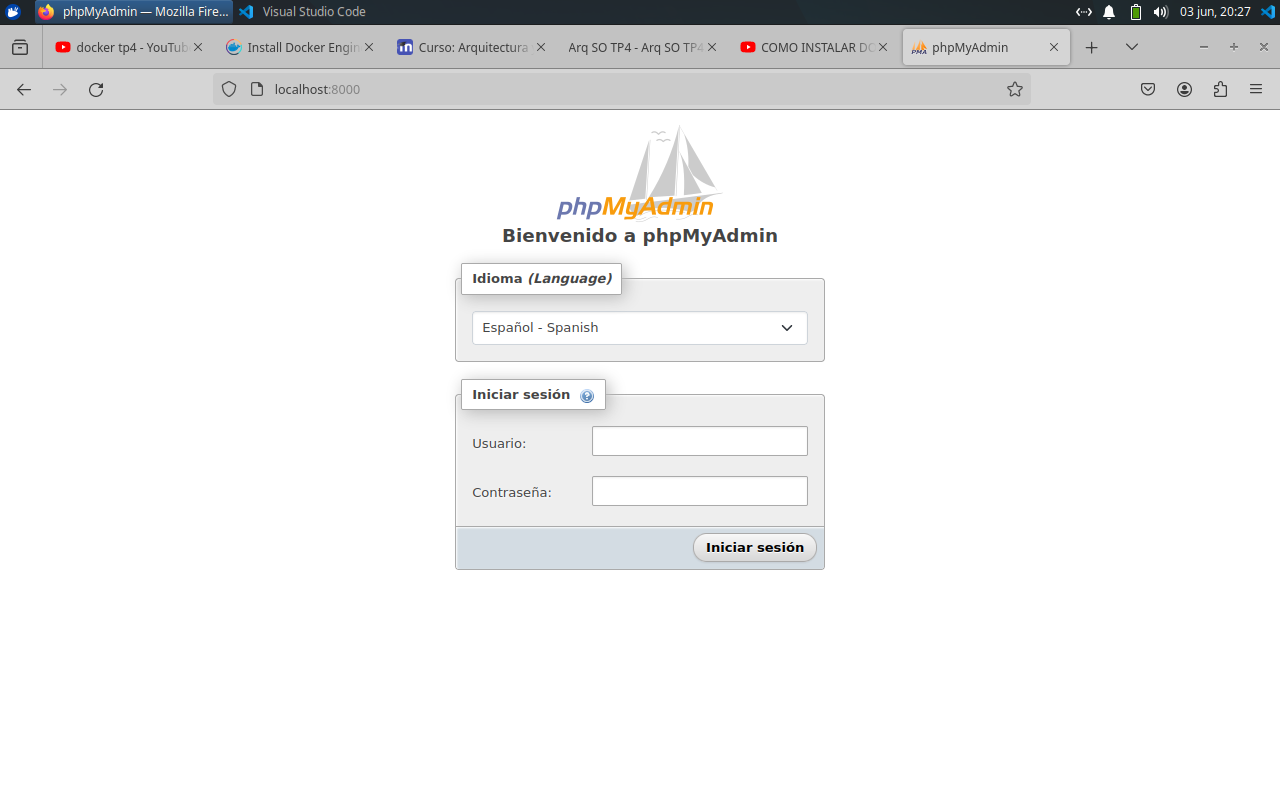 phpMyAdmin — Mozilla Fire...
Visual Studio Code
03 jun, 20:27
docker tp4 - YouTub
Install Docker Engin
Curso: Arquitectura
Arq SO TP4 - Arq SO TP4
COMO INSTALAR DO
phpMyAdmin
localhost:8000
phpMyAdmin
Bienvenido a phpMyAdmin
Idioma (Language)
Español - Spanish
Iniciar sesión
Usuario:
Contraseña:
Iniciar sesión